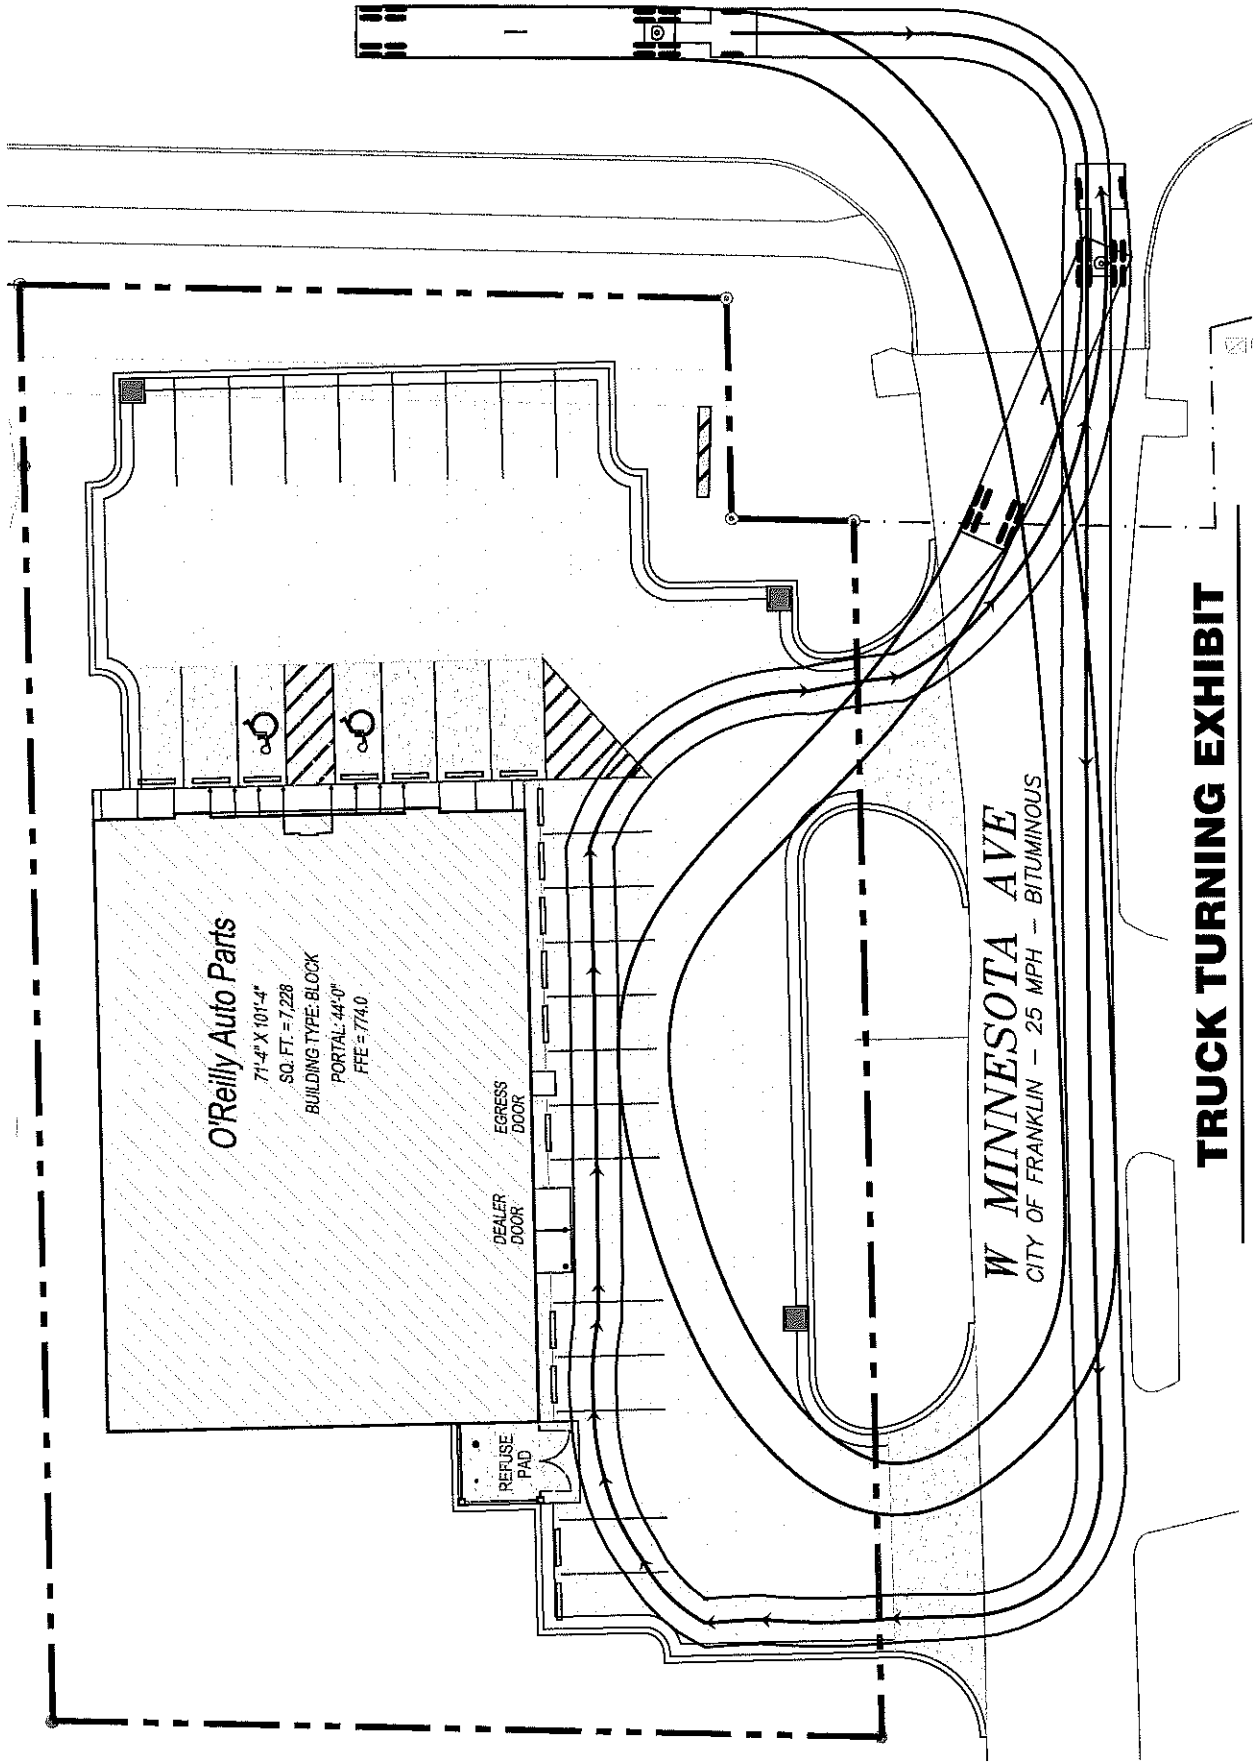 O'Reilly Auto Parts
71'-4" X 101'-4"
SQ. FT. = 7,228
BUILDING TYPE: BLOCK
PORTAL: 44'-0"
FFE = 774.0
EGRESS
DOOR
DEALER
DOOR
REFUSE
PAD
W MINNESOTA AVE
CITY OF FRANKLIN - 25 MPH - BITUMINOUS
TRUCK TURNING EXHIBIT